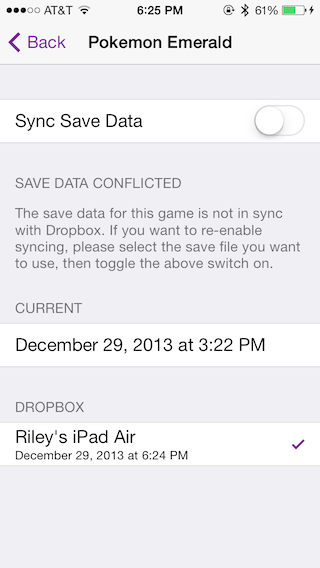 AT&T 6:25 PM 61%
Back Pokemon Emerald
Sync Save Data
SAVE DATA CONFLICTED
The save data for this game is not in sync
with Dropbox. If you want to re-enable
syncing, please select the save file you want
to use, then toggle the above switch on.
CURRENT
December 29, 2013 at 3:22 PM
DROPBOX
Riley's iPad Air
December 29, 2013 at 6:24 PM